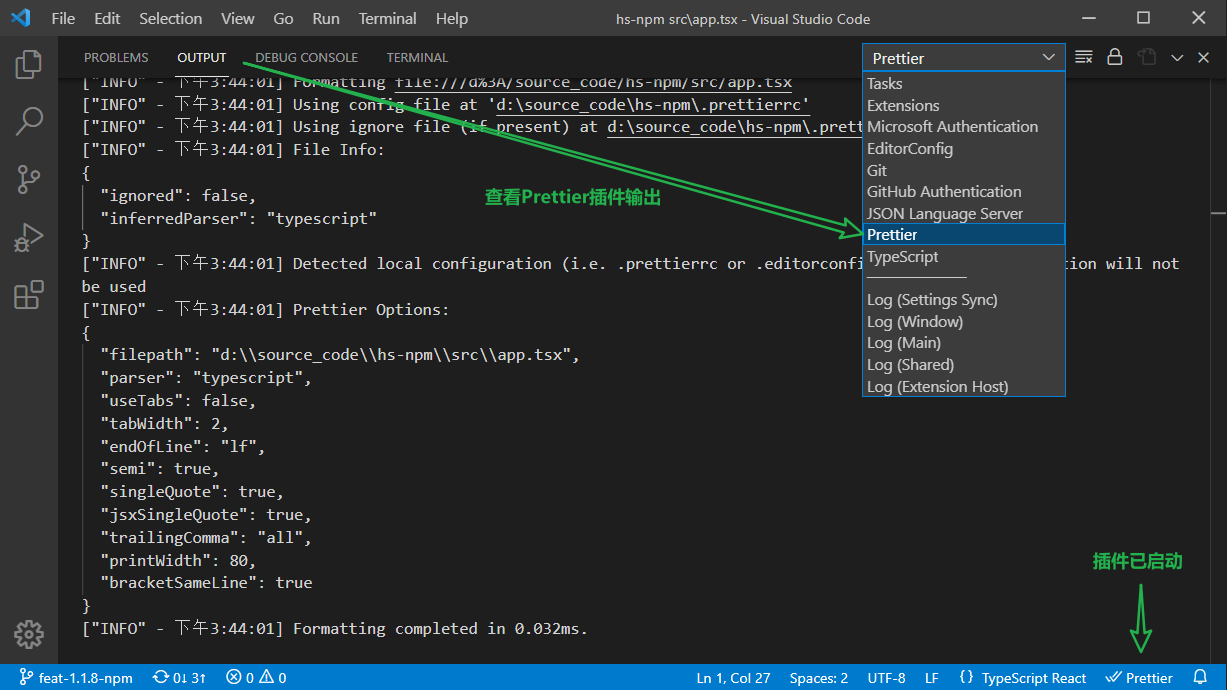 File Edit Selection View Go Run Terminal Help hs-npm src\app.tsx - Visual Studio Code
PROBLEMS OUTPUT DEBUG CONSOLE TERMINAL Prettier
["INFO" - 下午3:44:01] Formatting file:///d%3A/source_code/hs-npm/src/app.tsx
["INFO" - 下午3:44:01] Using config file at 'd:\source_code\hs-npm\.prettierrc'
["INFO" - 下午3:44:01] Using ignore file (if present) at d:\source_code\hs-npm\.prett
["INFO" - 下午3:44:01] File Info:
{
"ignored": false,
"inferredParser": "typescript"
}
["INFO" - 下午3:44:01] Detected local configuration (i.e. .prettierrc or .editorconfi
tion will not
be used
["INFO" - 下午3:44:01] Prettier Options:
{
"filepath": "d:\\source_code\\hs-npm\\src\\app.tsx",
"parser": "typescript",
"useTabs": false,
"tabWidth": 2,
"endOfLine": "lf",
"semi": true,
"singleQuote": true,
"jsxSingleQuote": true,
"trailingComma": "all",
"printWidth": 80,
"bracketSameLine": true
}
["INFO" - 下午3:44:01] Formatting completed in 0.032ms.
查看Prettier插件输出
Tasks
Extensions
Microsoft Authentication
EditorConfig
Git
GitHub Authentication
JSON Language Server
Prettier
TypeScript
Log (Settings Sync)
Log (Window)
Log (Main)
Log (Shared)
Log (Extension Host)
插件已启动
feat-1.1.8-npm 0↓ 3↑ 0 0 Ln 1, Col 27 Spaces: 2 UTF-8 LF {} TypeScript React Prettier